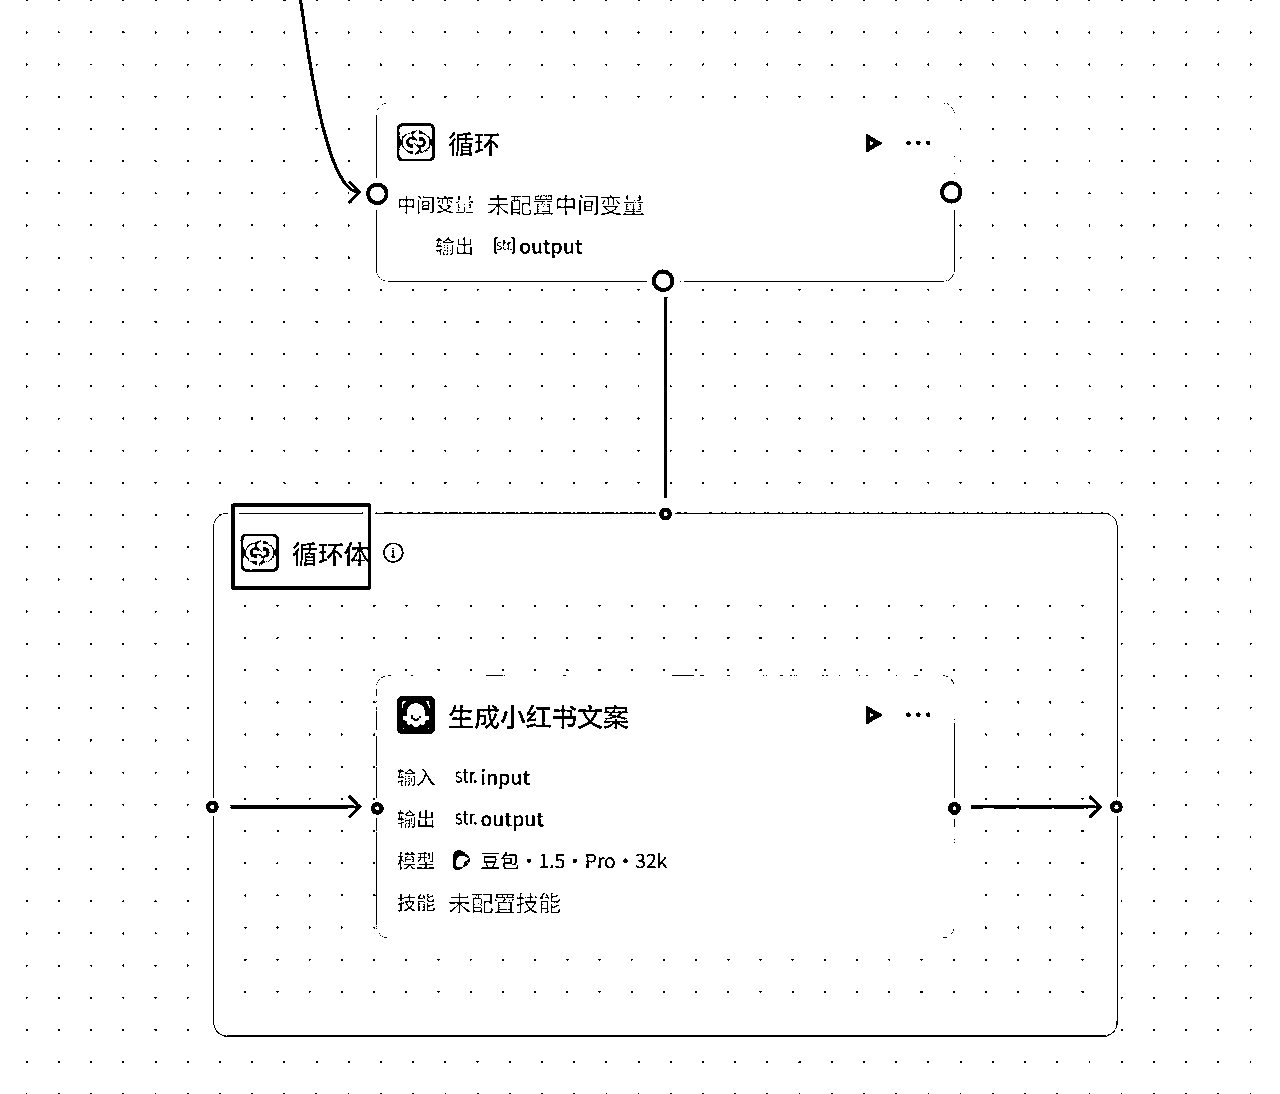 循环
中间变量 未配置中间变量
输出 [str.] output
循环体
生成小红书文案
输入 str. input
输出 str. output
模型 豆包·1.5·Pro·32k
技能 未配置技能